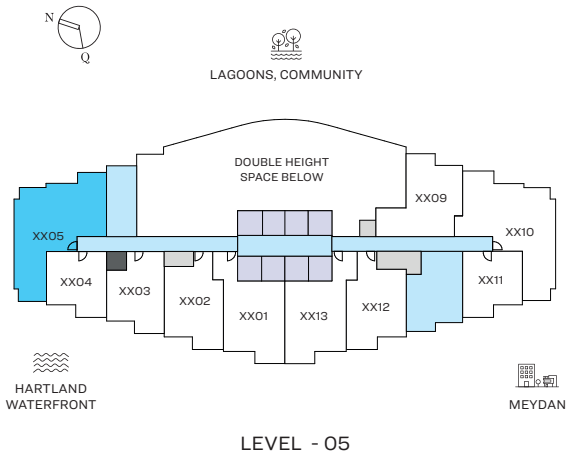 N
Q
LAGOONS, COMMUNITY
DOUBLE HEIGHT
SPACE BELOW
XX09
XX05
XX10
XX04
XX03
XX02
XX01
XX13
XX12
XX11
HARTLAND
WATERFRONT
MEYDAN
LEVEL - 05